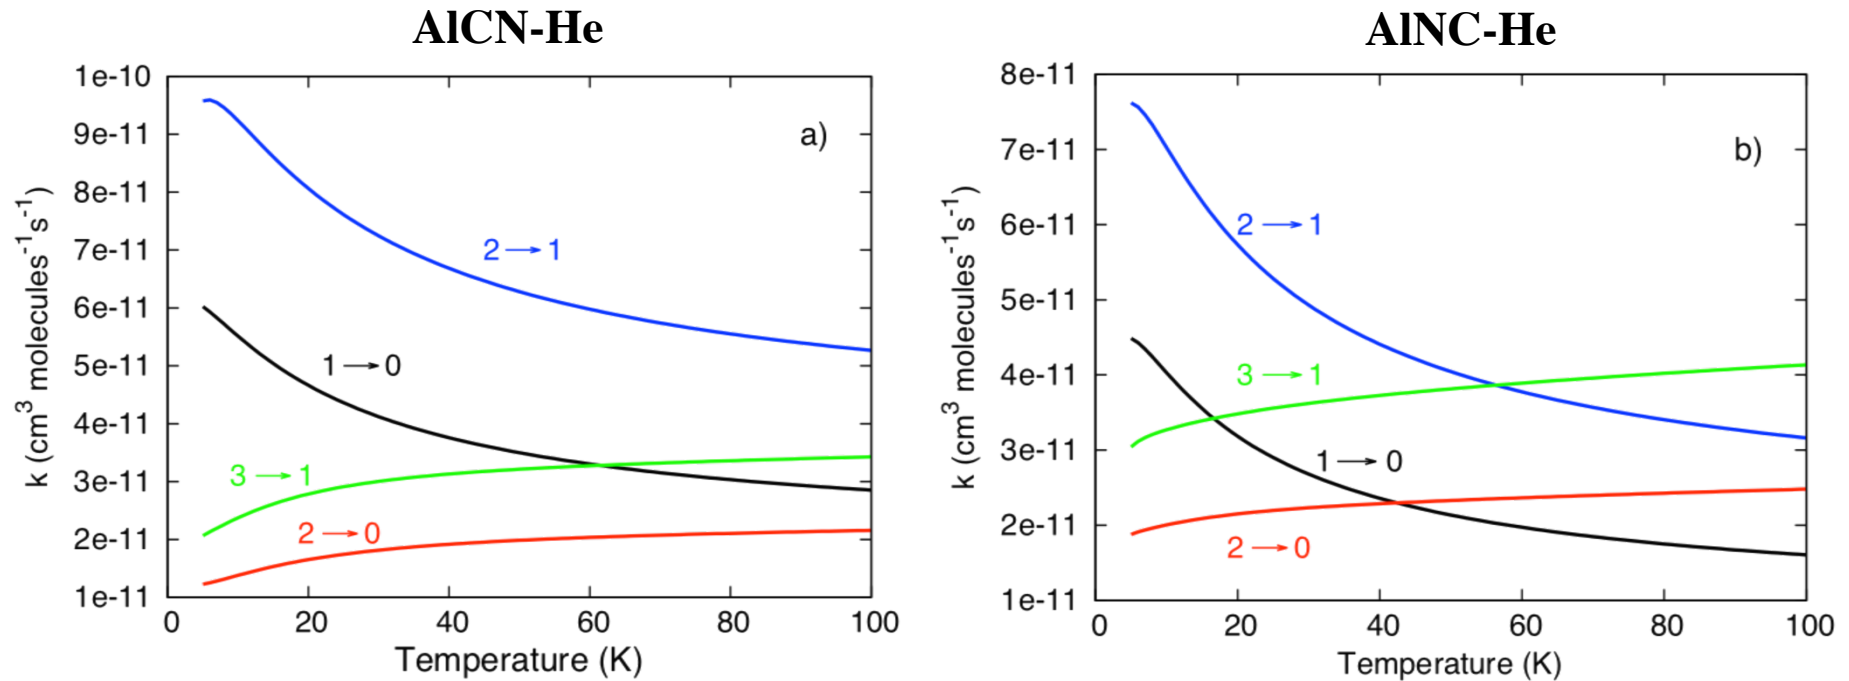 AlCN-He
1e-10
9e-11
8e-11
7e-11
6e-11
5e-11
4e-11
3e-11
2e-11
1e-11
k (cm³ molecules⁻¹s⁻¹)
a)
2 → 1
1 → 0
3 → 1
2 → 0
0 20 40 60 80 100
Temperature (K)
AlNC-He
8e-11
7e-11
6e-11
5e-11
4e-11
3e-11
2e-11
1e-11
k (cm³ molecules⁻¹s⁻¹)
b)
2 → 1
3 → 1
1 → 0
2 → 0
0 20 40 60 80 100
Temperature (K)